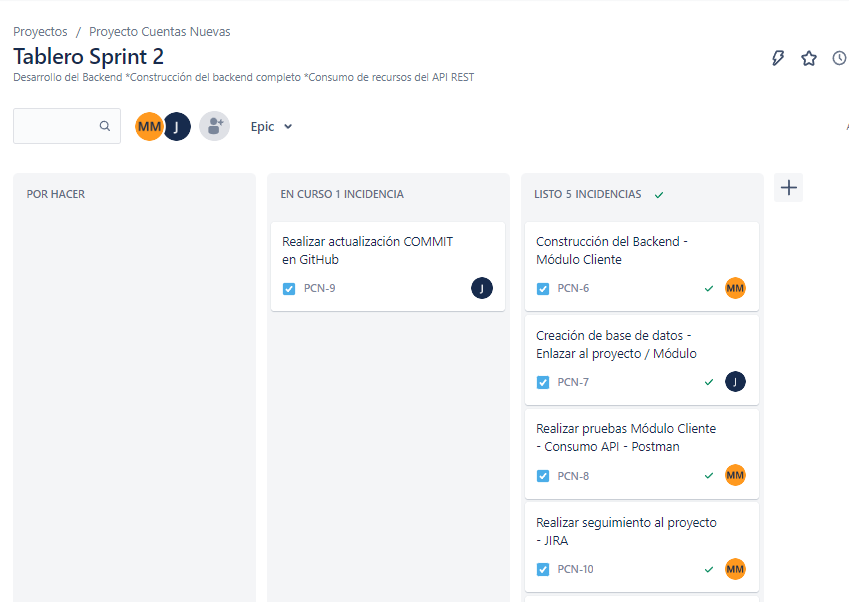 Proyectos / Proyecto Cuentas Nuevas
Tablero Sprint 2
Desarrollo del Backend *Construcción del backend completo *Consumo de recursos del API REST
MM J Epic
POR HACER
EN CURSO 1 INCIDENCIA
Realizar actualización COMMIT
en GitHub
PCN-9 J
LISTO 5 INCIDENCIAS
Construcción del Backend -
Módulo Cliente
PCN-6 MM
Creación de base de datos -
Enlazar al proyecto / Módulo
PCN-7 J
Realizar pruebas Módulo Cliente
- Consumo API - Postman
PCN-8 MM
Realizar seguimiento al proyecto
- JIRA
PCN-10 MM